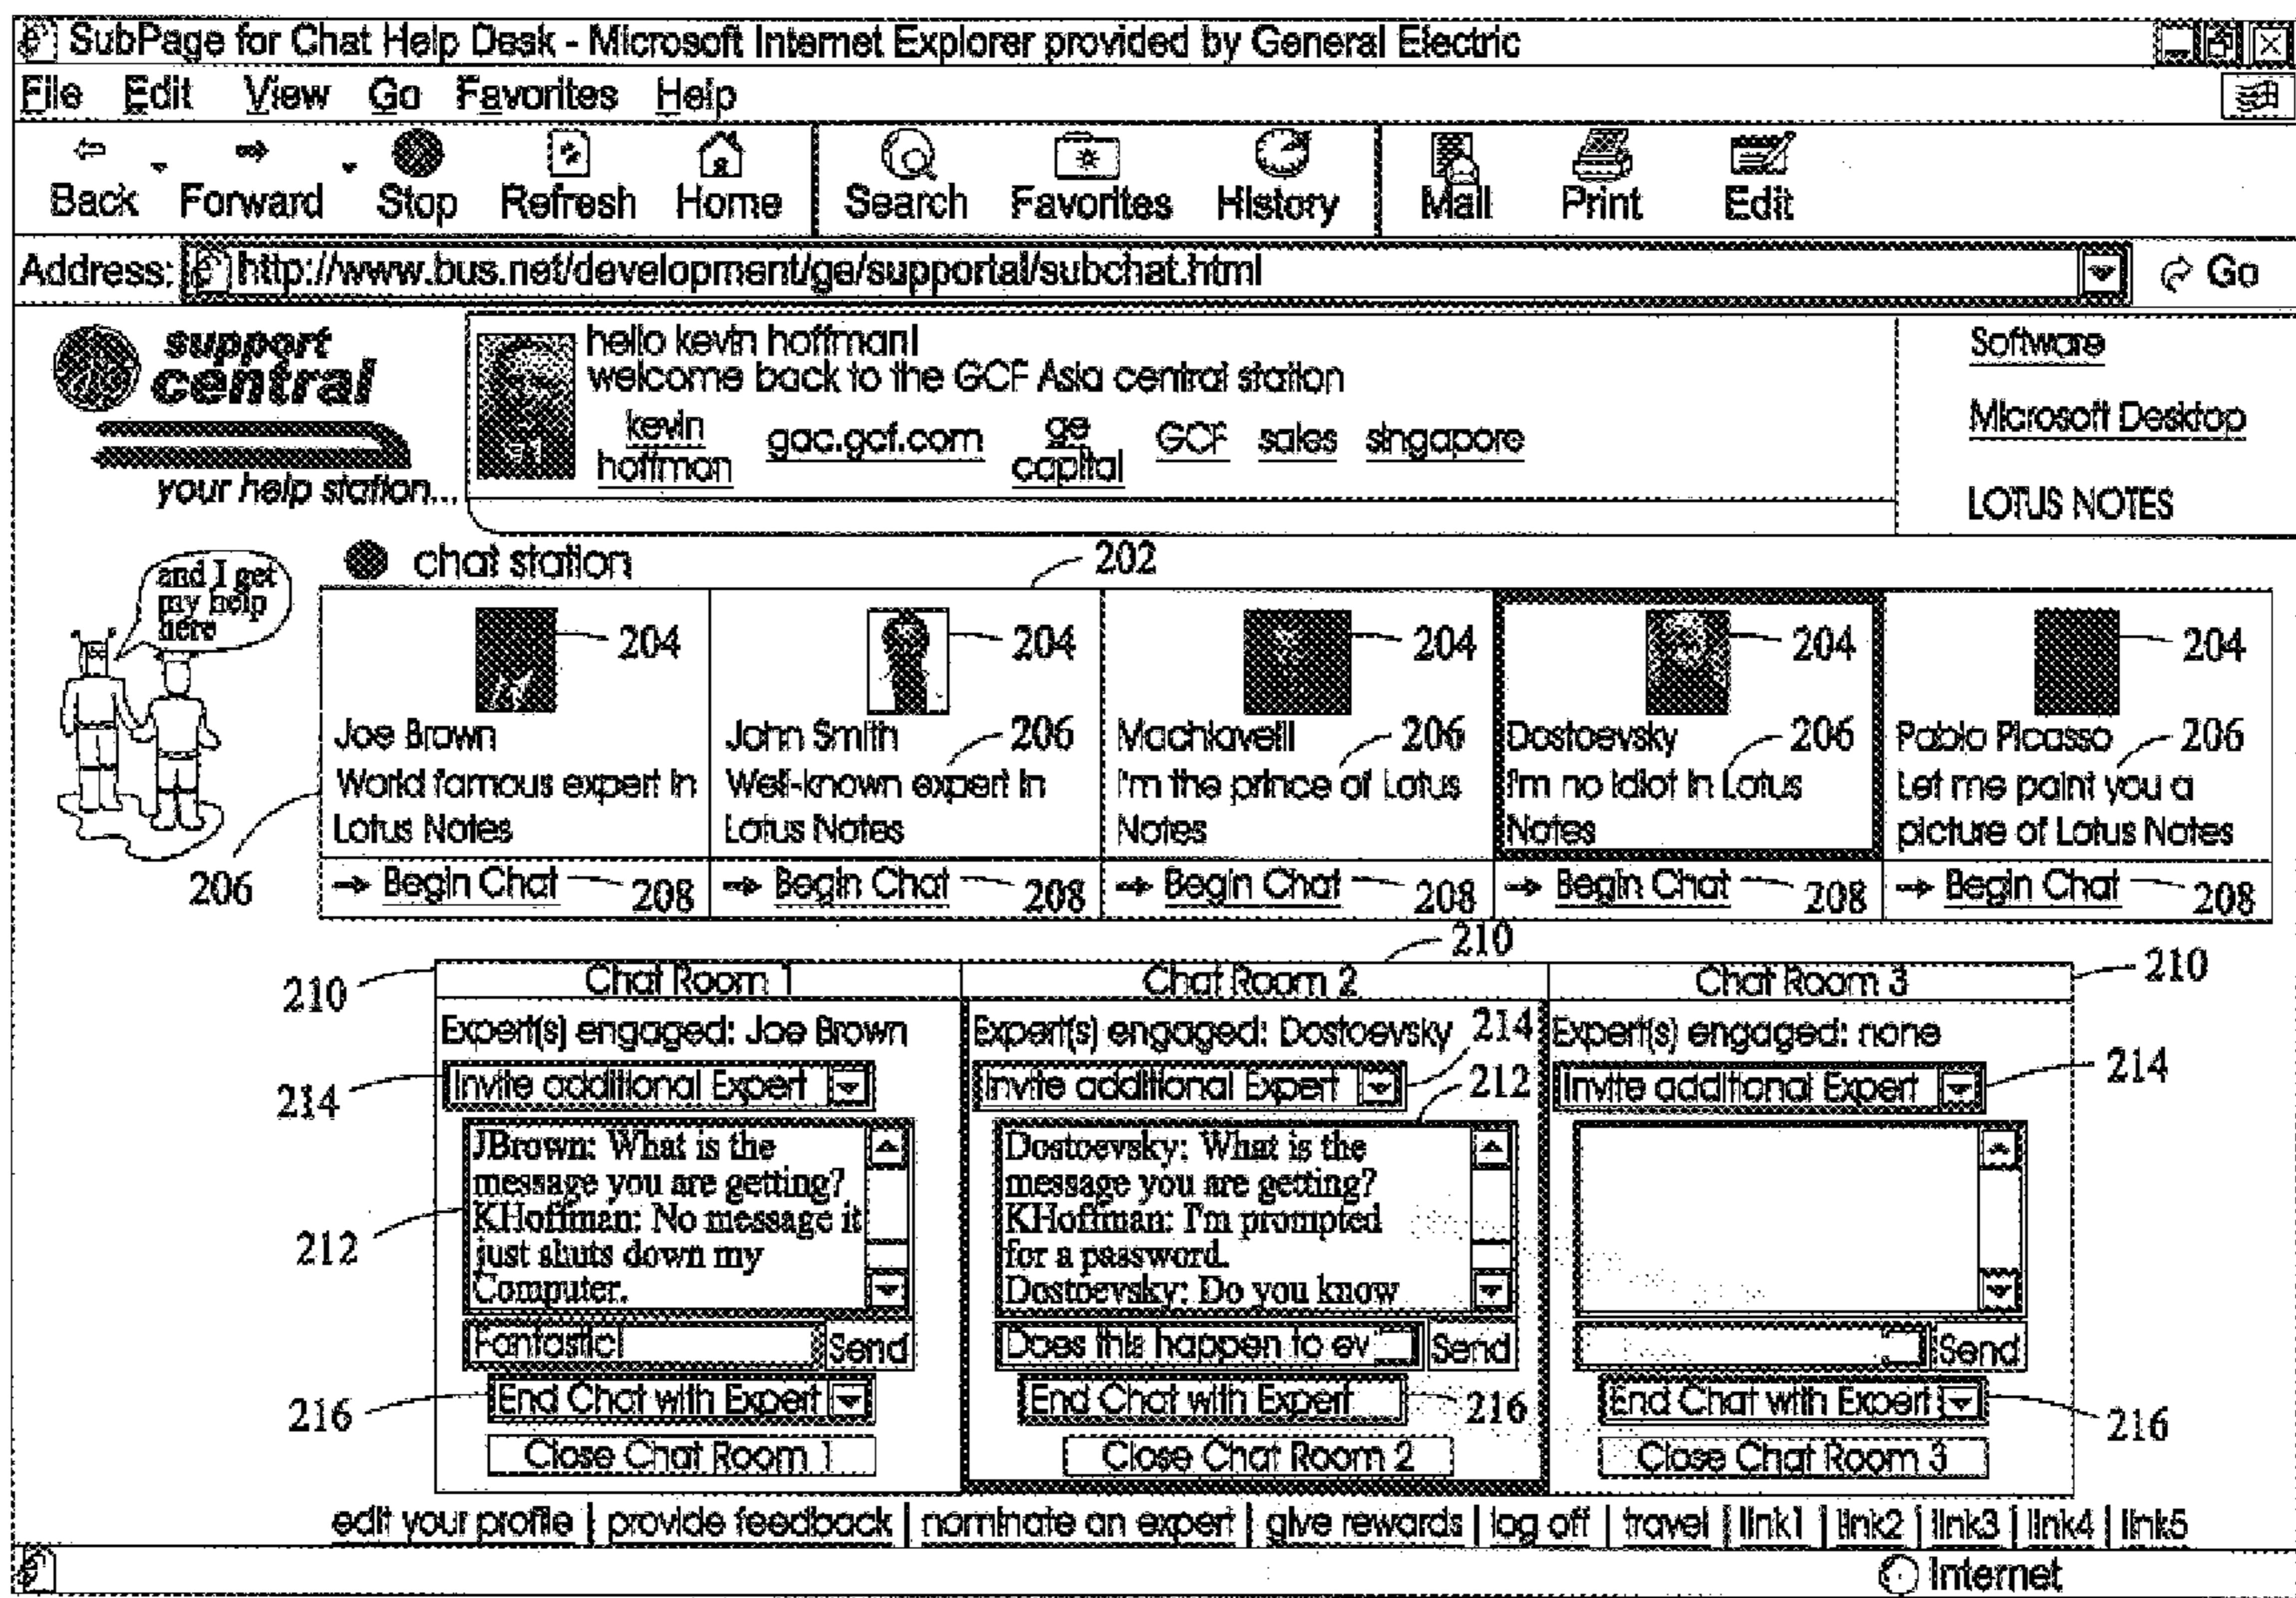 SubPage for Chat Help Desk - Microsoft Internet Explorer provided by General Electric
File Edit View Go Favorites Help
Back Forward Stop Refresh Home Search Favorites History Mail Print Edit
Address: http://www.bus.net/development/ge/supportal/subchat.html Go
support
central
your help station...
hello kevin hoffman!
welcome back to the GCF Asia central station
kevin hoffman gac.gcf.com ge capital GCF sales singapore
Software
Microsoft Desktop
LOTUS NOTES
and I get
my help
here
chat station
202
204 204 204 204 204
Joe Brown
World famous expert in
Lotus Notes
206
→ Begin Chat 208
John Smith 206
Well-known expert in
Lotus Notes
→ Begin Chat 208
Machiavelli 206
I'm the prince of Lotus
Notes
→ Begin Chat 208
Dostoevsky 206
I'm no idiot in Lotus
Notes
→ Begin Chat 208
Pablo Picasso 206
Let me paint you a
picture of Lotus Notes
→ Begin Chat 208
210 210 210
Chat Room 1
Expert(s) engaged: Joe Brown
Invite additional Expert
214
JBrown: What is the
message you are getting?
KHoffman: No message it
just shuts down my
Computer.
212
Fantastic! Send
End Chat with Expert
216
Close Chat Room 1
Chat Room 2
Expert(s) engaged: Dostoevsky
214
Invite additional Expert
212
Dostoevsky: What is the
message you are getting?
KHoffman: I'm prompted
for a password.
Dostoevsky: Do you know
Does this happen to ev Send
End Chat with Expert
216
Close Chat Room 2
Chat Room 3
Expert(s) engaged: none
Invite additional Expert
214
Send
End Chat with Expert
216
Close Chat Room 3
edit your profile | provide feedback | nominate an expert | give rewards | log off | travel | link1 | link2 | link3 | link4 | link5
Internet